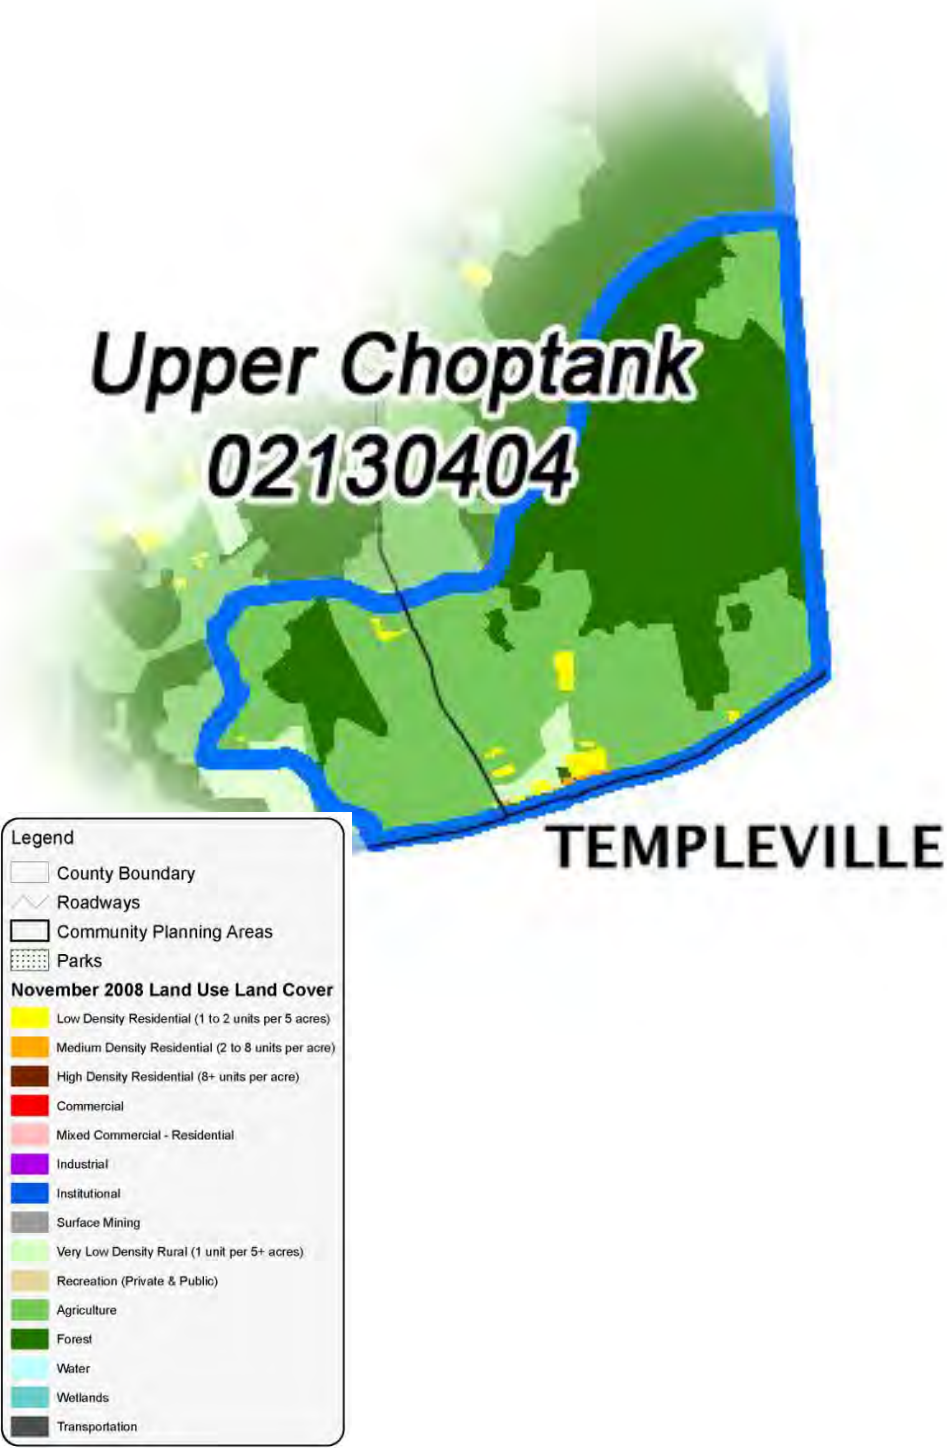 Upper Choptank
02130404
TEMPLEVILLE
Legend
County Boundary
Roadways
Community Planning Areas
Parks
November 2008 Land Use Land Cover
Low Density Residential (1 to 2 units per 5 acres)
Medium Density Residential (2 to 8 units per acre)
High Density Residential (8+ units per acre)
Commercial
Mixed Commercial - Residential
Industrial
Institutional
Surface Mining
Very Low Density Rural (1 unit per 5+ acres)
Recreation (Private & Public)
Agriculture
Forest
Water
Wetlands
Transportation